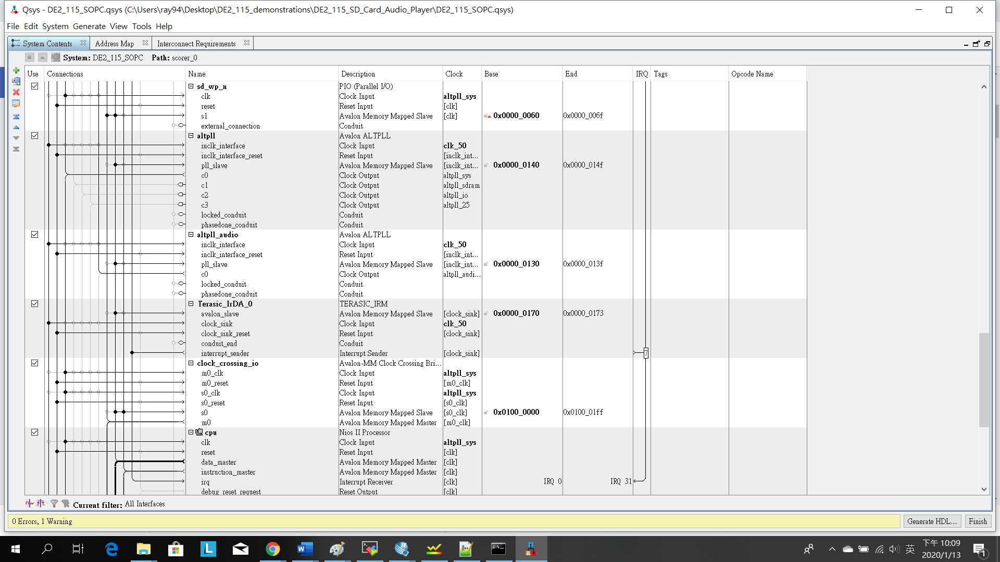 Qsys - DE2_115_SOPC.qsys (C:\Users\ray94\Desktop\DE2_115_demonstrations\DE2_115_SD_Card_Audio_Player\DE2_115_SOPC.qsys)
File Edit System Generate View Tools Help
System Contents Address Map Interconnect Requirements
System: DE2_115_SOPC Path: scorer_0
Use Connections Name Description Clock Base End IRQ Tags Opcode Name
sd_wp_n PIO (Parallel I/O)
clk Clock Input altpll_sys
reset Reset Input [clk]
s1 Avalon Memory Mapped Slave [clk] 0x0000_0060 0x0000_006f
external_connection Conduit
altpll Avalon ALTPLL
inclk_interface Clock Input clk_50
inclk_interface_reset Reset Input [inclk_int...
pll_slave Avalon Memory Mapped Slave [inclk_int... 0x0000_0140 0x0000_014f
c0 Clock Output altpll_sys
c1 Clock Output altpll_sdram
c2 Clock Output altpll_io
c3 Clock Output altpll_25
locked_conduit Conduit
phasedone_conduit Conduit
altpll_audio Avalon ALTPLL
inclk_interface Clock Input clk_50
inclk_interface_reset Reset Input [inclk_int...
pll_slave Avalon Memory Mapped Slave [inclk_int... 0x0000_0130 0x0000_013f
c0 Clock Output altpll_audi...
locked_conduit Conduit
phasedone_conduit Conduit
Terasic_IrDA_0 TERASIC_IRM
avalon_slave Avalon Memory Mapped Slave [clock_sink] 0x0000_0170 0x0000_0173
clock_sink Clock Input clk_50
clock_sink_reset Reset Input [clock_sink]
conduit_end Conduit
interrupt_sender Interrupt Sender [clock_sink] 7
clock_crossing_io Avalon-MM Clock Crossing Bri...
m0_clk Clock Input altpll_sys
m0_reset Reset Input [m0_clk]
s0_clk Clock Input altpll_sys
s0_reset Reset Input [s0_clk]
s0 Avalon Memory Mapped Slave [s0_clk] 0x0100_0000 0x0100_01ff
m0 Avalon Memory Mapped Master [m0_clk]
cpu Nios II Processor
clk Clock Input altpll_sys
reset Reset Input [clk]
data_master Avalon Memory Mapped Master [clk]
instruction_master Avalon Memory Mapped Master [clk]
irq Interrupt Receiver [clk] IRQ 0 IRQ 31
debug_reset_request Reset Output [clk]
Current filter: All Interfaces
0 Errors, 1 Warning Generate HDL... Finish
英 下午 10:09
2020/1/13 1